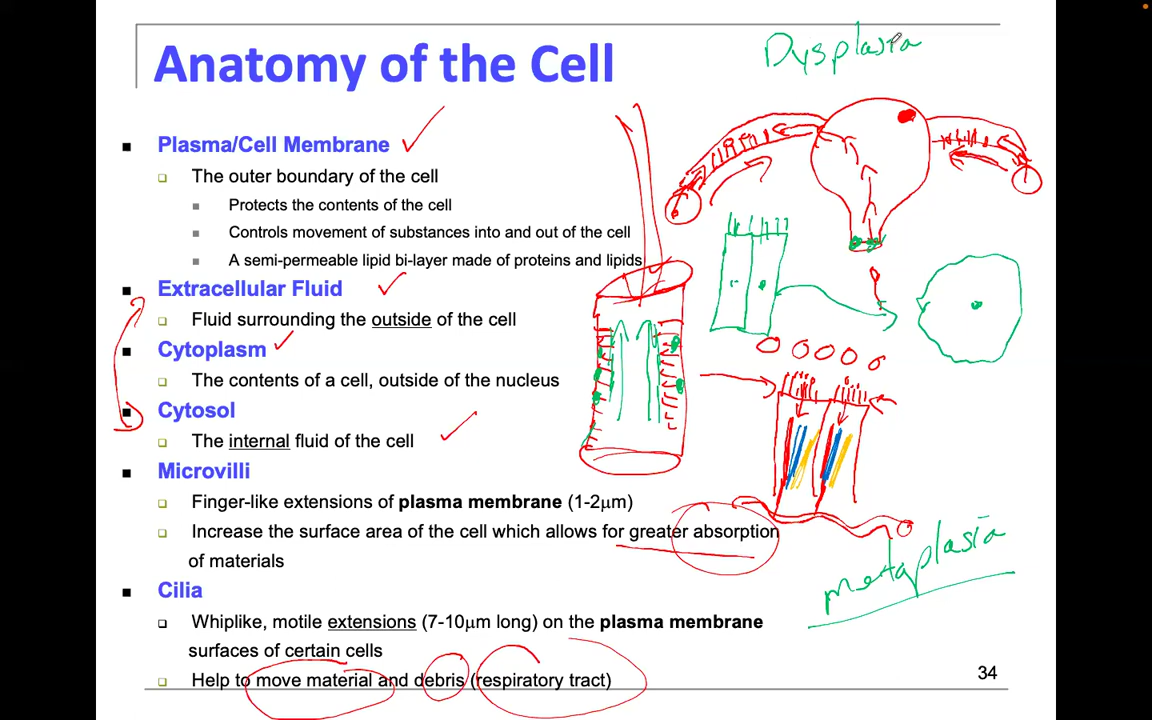 Dysplasia
Anatomy of the Cell
Plasma/Cell Membrane
The outer boundary of the cell
Protects the contents of the cell
Controls movement of substances into and out of the cell
A semi-permeable lipid bi-layer made of proteins and lipids
Extracellular Fluid
Fluid surrounding the outside of the cell
Cytoplasm
The contents of a cell, outside of the nucleus
Cytosol
The internal fluid of the cell
Microvilli
Finger-like extensions of plasma membrane (1-2μm)
Increase the surface area of the cell which allows for greater absorption
of materials
metaplasia
Cilia
Whiplike, motile extensions (7-10μm long) on the plasma membrane
surfaces of certain cells
Help to move material and debris (respiratory tract)
34